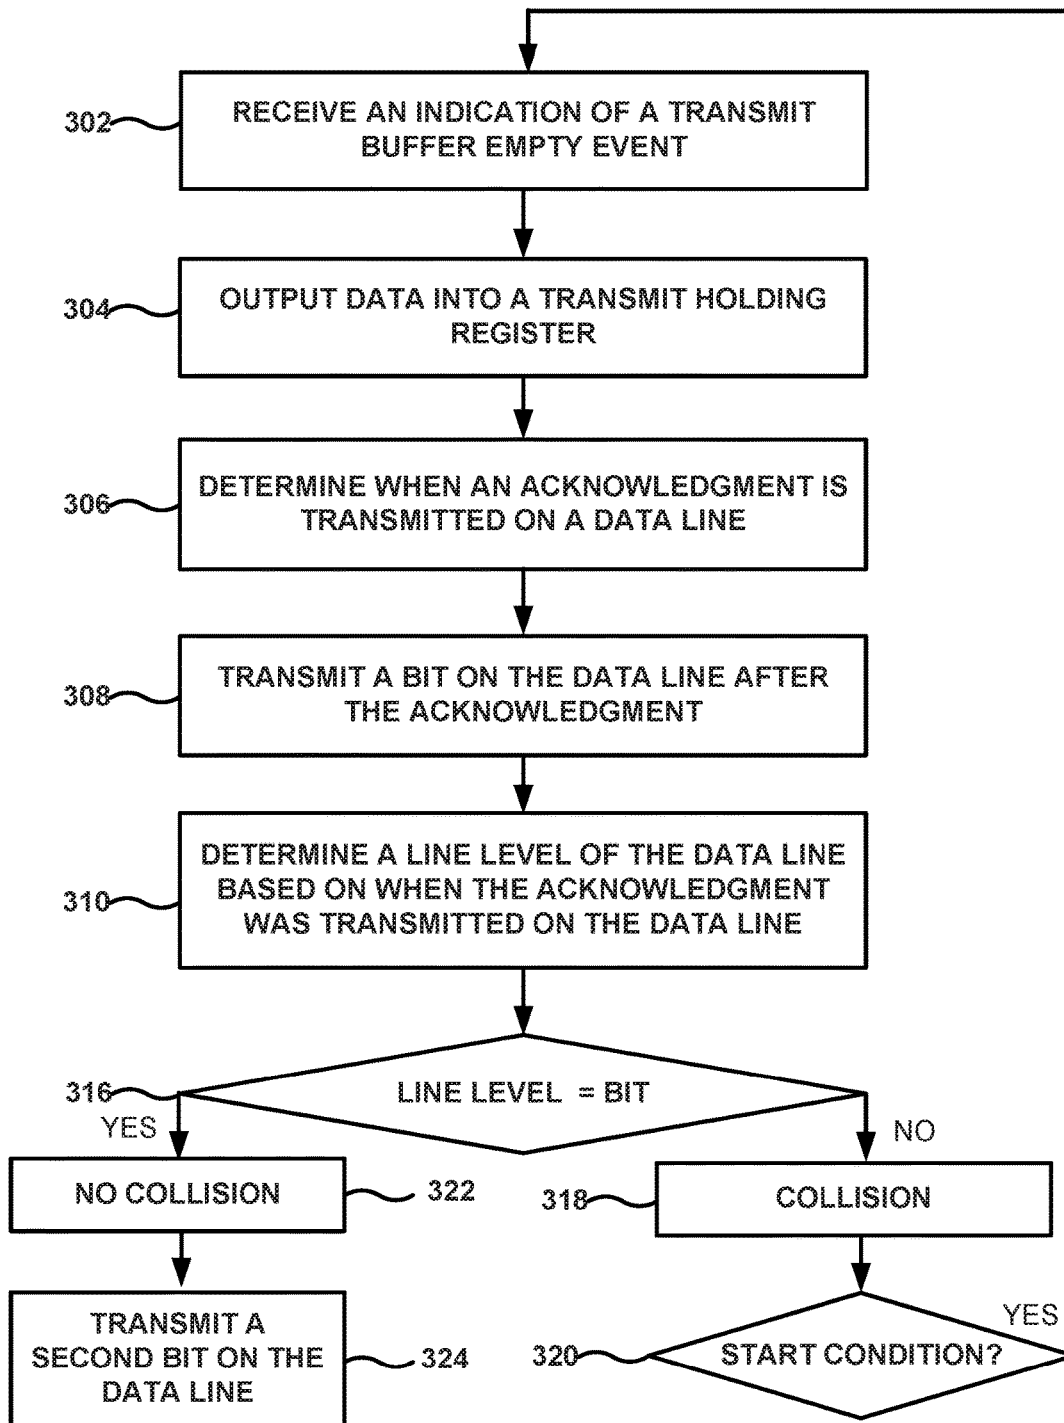 302
RECEIVE AN INDICATION OF A TRANSMIT
BUFFER EMPTY EVENT
304
OUTPUT DATA INTO A TRANSMIT HOLDING
REGISTER
306
DETERMINE WHEN AN ACKNOWLEDGMENT IS
TRANSMITTED ON A DATA LINE
308
TRANSMIT A BIT ON THE DATA LINE AFTER
THE ACKNOWLEDGMENT
310
DETERMINE A LINE LEVEL OF THE DATA LINE
BASED ON WHEN THE ACKNOWLEDGMENT
WAS TRANSMITTED ON THE DATA LINE
316
LINE LEVEL = BIT
YES
NO
NO COLLISION
322
318
COLLISION
TRANSMIT A
SECOND BIT ON THE
DATA LINE
324
320
START CONDITION?
YES